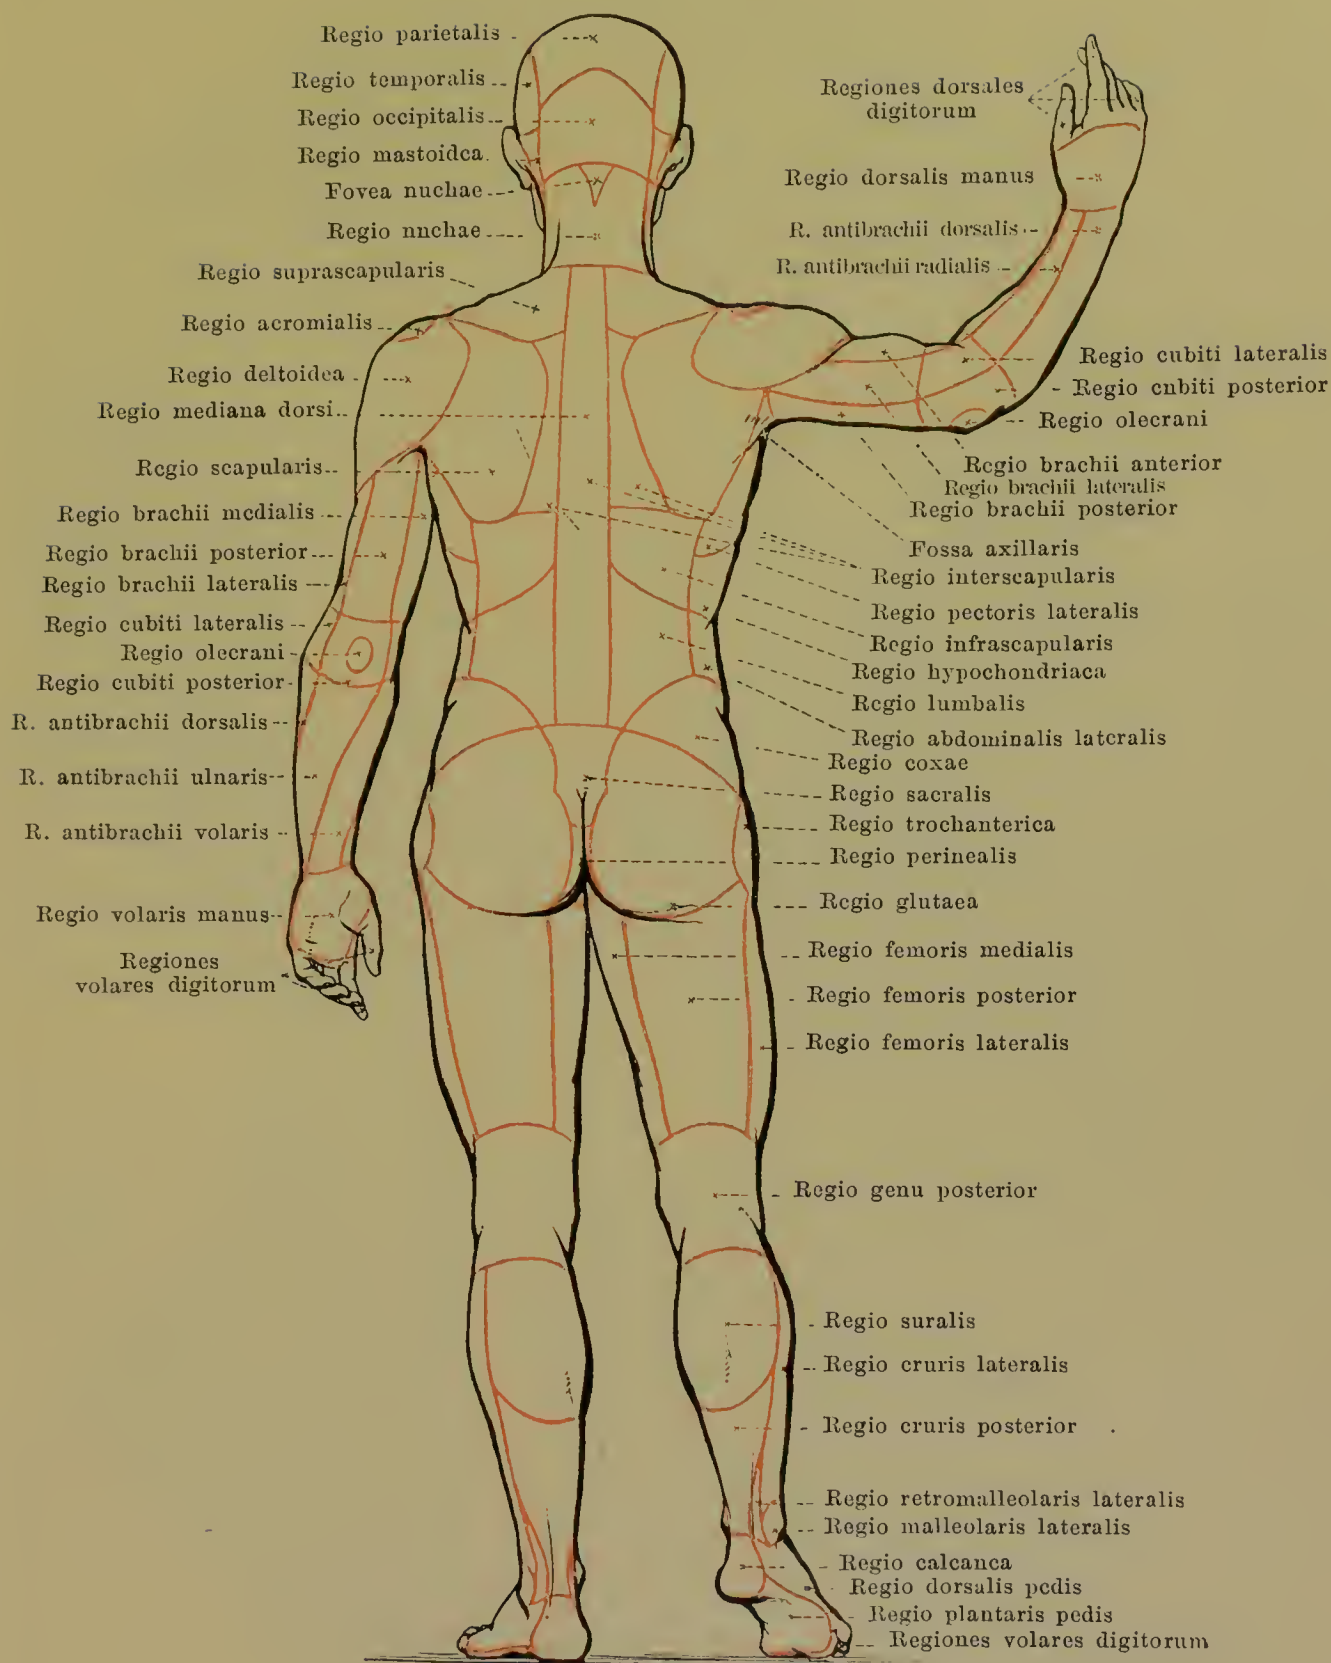 Regio parietalis
Regio temporalis
Regio occipitalis
Regio mastoidea
Fovea nuchae
Regio nuchae
Regio suprascapularis
Regio acromialis
Regio deltoidea
Regio mediana dorsi
Regio scapularis
Regio brachii medialis
Regio brachii posterior
Regio brachii lateralis
Regio cubiti lateralis
Regio olecrani
Regio cubiti posterior
R. antibrachii dorsalis
R. antibrachii ulnaris
R. antibrachii volaris
Regio volaris manus
Regiones
volares digitorum
Regiones dorsales
digitorum
Regio dorsalis manus
R. antibrachii dorsalis
R. antibrachii radialis
Regio cubiti lateralis
Regio cubiti posterior
Regio olecrani
Regio brachii anterior
Regio brachii lateralis
Regio brachii posterior
Fossa axillaris
Regio interscapularis
Regio pectoris lateralis
Regio infrascapularis
Regio hypochondriaca
Regio lumbalis
Regio abdominalis lateralis
Regio coxae
Regio sacralis
Regio trochanterica
Regio perinealis
Regio glutaea
Regio femoris medialis
Regio femoris posterior
Regio femoris lateralis
Regio genu posterior
Regio suralis
Regio cruris lateralis
Regio cruris posterior
Regio retromalleolaris lateralis
Regio malleolaris lateralis
Regio calcanea
Regio dorsalis pedis
Regio plantaris pedis
Regiones volares digitorum